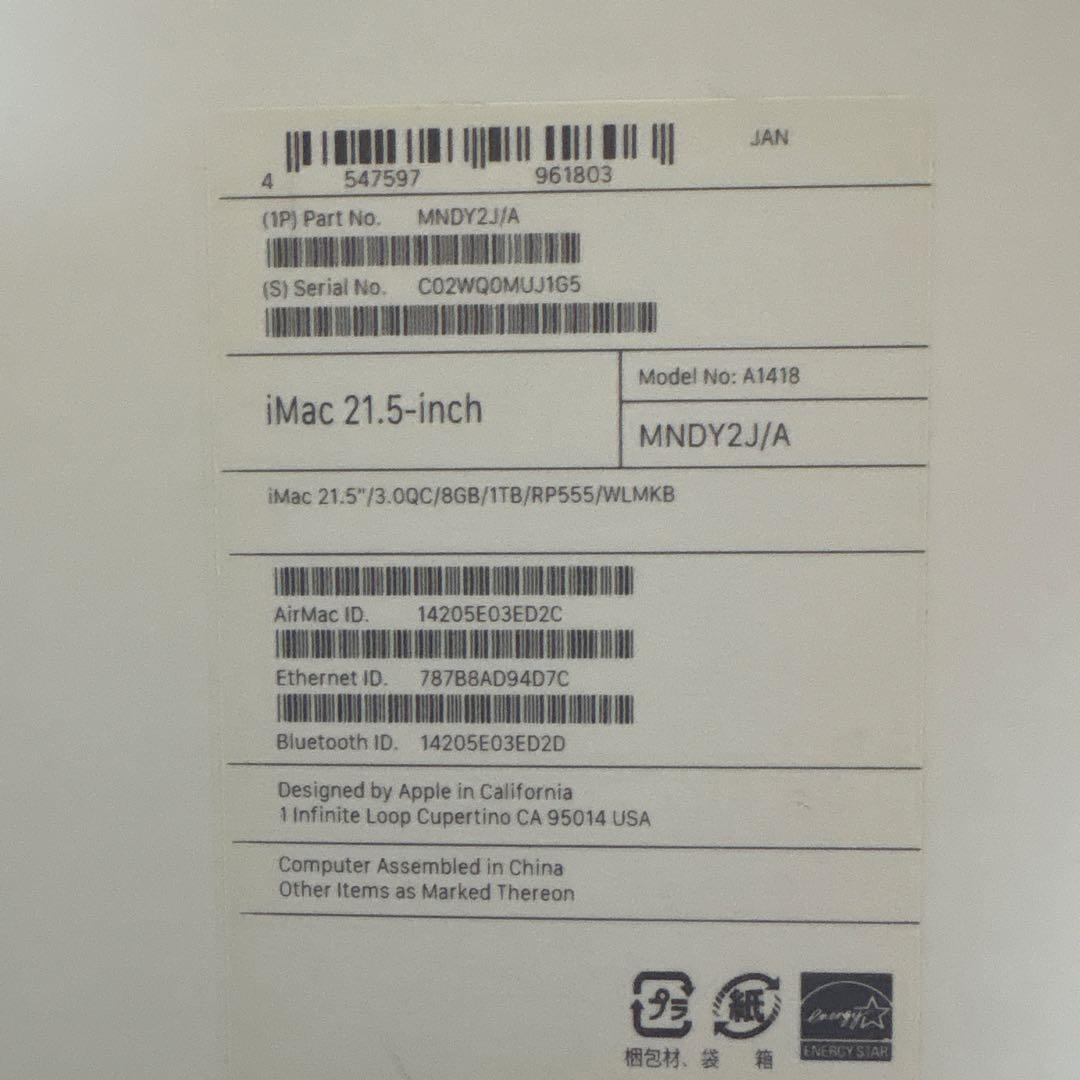 JAN
4 547597 961803
(1P) Part No. MNDY2J/A
(S) Serial No. C02WQ0MUJ1G5
iMac 21.5-inch
Model No: A1418
MNDY2J/A
iMac 21.5"/3.0QC/8GB/1TB/RP555/WLMKB
AirMac ID. 14205E03ED2C
Ethernet ID. 787B8AD94D7C
Bluetooth ID. 14205E03ED2D
Designed by Apple in California
1 Infinite Loop Cupertino CA 95014 USA
Computer Assembled in China
Other Items as Marked Thereon
プラ 紙 energy
ENERGY STAR
梱包材、袋 箱